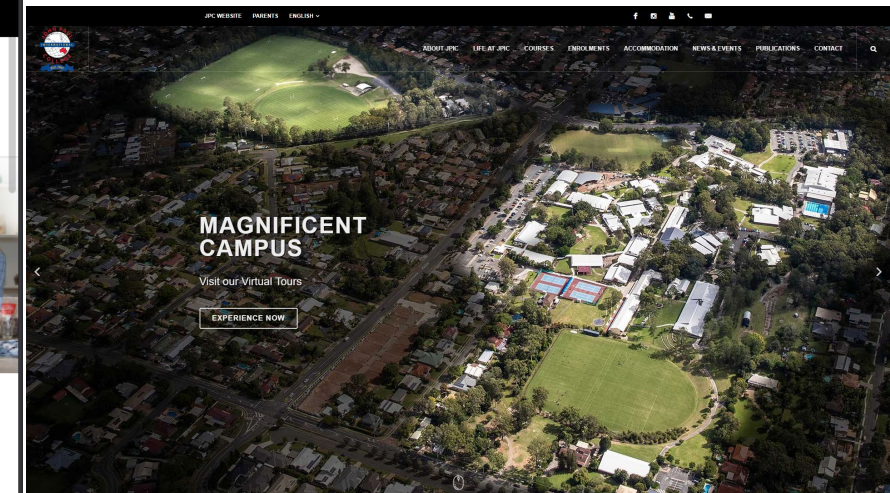 JPC WEBSITE PARENTS ENGLISH
ABOUT JPIC LIFE AT JPIC COURSES ENROLMENTS ACCOMMODATION NEWS & EVENTS PUBLICATIONS CONTACT
INTERNATIONAL
MAGNIFICENT
CAMPUS
Visit our Virtual Tours
EXPERIENCE NOW